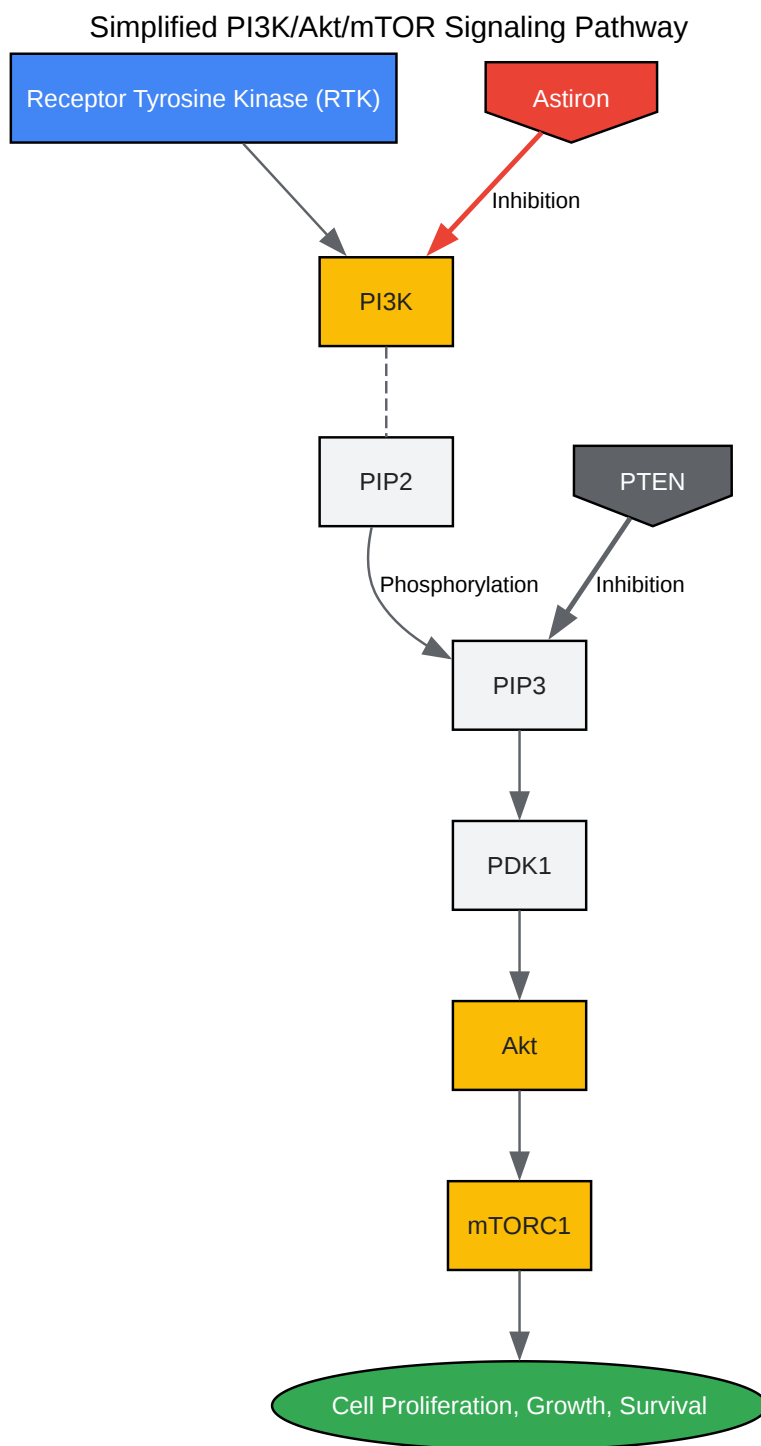 Simplified PI3K/Akt/mTOR Signaling Pathway
Receptor Tyrosine Kinase (RTK)
Astiron
Inhibition
PI3K
PIP2
PTEN
Phosphorylation
Inhibition
PIP3
PDK1
Akt
mTORC1
Cell Proliferation, Growth, Survival